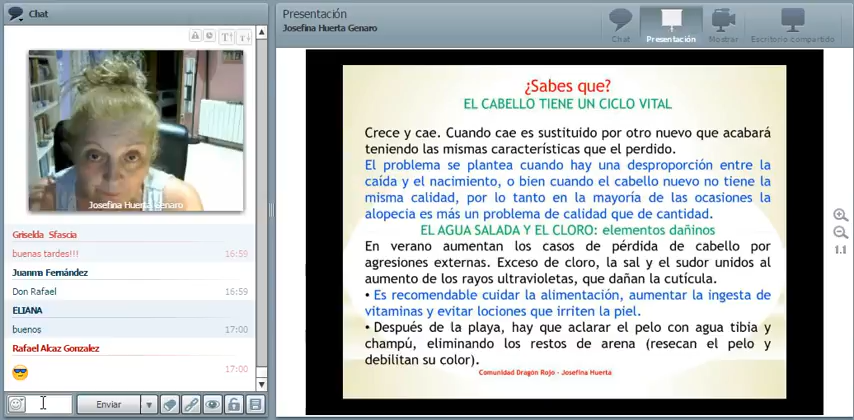 Chat
Josefina Huerta Genaro
Griselda Sfascia
buenas tardes!!!
16:59
Juanma Fernández
Don Rafael
16:59
ELIANA
buenos
17:00
Rafael Alcaz Gonzalez
17:00
Enviar
Presentación
Josefina Huerta Genaro
Chat
Presentación
Mostrar
Escritorio compartido
¿Sabes que?
EL CABELLO TIENE UN CICLO VITAL
Crece y cae. Cuando cae es sustituido por otro nuevo que acabará
teniendo las mismas características que el perdido.
El problema se plantea cuando hay una desproporción entre la
caída y el nacimiento, o bien cuando el cabello nuevo no tiene la
misma calidad, por lo tanto en la mayoría de las ocasiones la
alopecia es más un problema de calidad que de cantidad.
EL AGUA SALADA Y EL CLORO: elementos dañinos
En verano aumentan los casos de pérdida de cabello por
agresiones externas. Exceso de cloro, la sal y el sudor unidos al
aumento de los rayos ultravioletas, que dañan la cutícula.
• Es recomendable cuidar la alimentación, aumentar la ingesta de
vitaminas y evitar lociones que irriten la piel.
• Después de la playa, hay que aclarar el pelo con agua tibia y
champú, eliminando los restos de arena (resecan el pelo y
debilitan su color).
Comunidad Dragón Rojo - Josefina Huerta
1.1